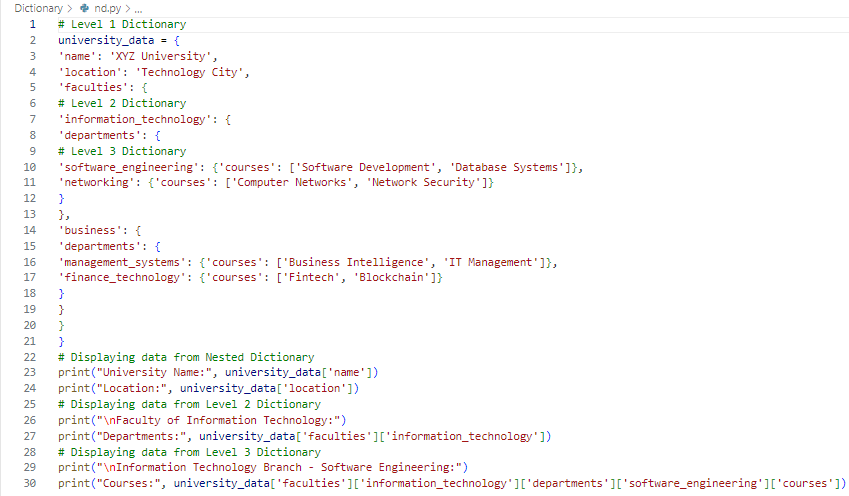 Dictionary > nd.py > ...
1 # Level 1 Dictionary
2 university_data = {
3 'name': 'XYZ University',
4 'location': 'Technology City',
5 'faculties': {
6 # Level 2 Dictionary
7 'information_technology': {
8 'departments': {
9 # Level 3 Dictionary
10 'software_engineering': {'courses': ['Software Development', 'Database Systems']},
11 'networking': {'courses': ['Computer Networks', 'Network Security']}
12 }
13 },
14 'business': {
15 'departments': {
16 'management_systems': {'courses': ['Business Intelligence', 'IT Management']},
17 'finance_technology': {'courses': ['Fintech', 'Blockchain']}
18 }
19 }
20 }
21 }
22 # Displaying data from Nested Dictionary
23 print("University Name:", university_data['name'])
24 print("Location:", university_data['location'])
25 # Displaying data from Level 2 Dictionary
26 print("\nFaculty of Information Technology:")
27 print("Departments:", university_data['faculties']['information_technology'])
28 # Displaying data from Level 3 Dictionary
29 print("\nInformation Technology Branch - Software Engineering:")
30 print("Courses:", university_data['faculties']['information_technology']['departments']['software_engineering']['courses'])